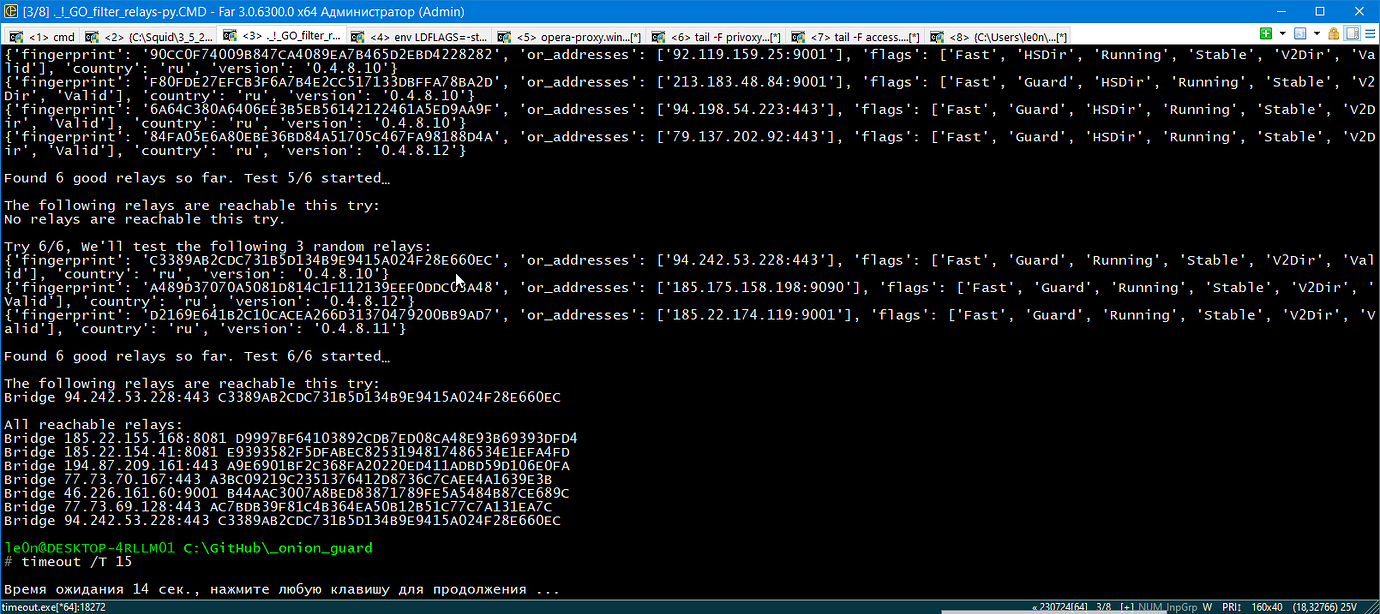 [3/8] ._!_GO_filter_relays-py.CMD - Far 3.0.6300.0 x64 Администратор (Admin)
<1> cmd <2> {C:\Squid\3_5_2... <3> ._!_GO_filter_r... <4> env LDFLAGS=-st... <5> opera-proxy.win...[*] <6> tail -F privoxy...[*] <7> tail -F access....[*] <8> {C:\Users\le0n\...[*]
{'fingerprint': '90CC0F74009B847CA4089EA7B465D2EBD4228282', 'or_addresses': ['92.119.159.25:9001'], 'flags': ['Fast', 'HSDir', 'Running', 'Stable', 'V2Dir', 'Va
lid'], 'country': 'ru', 'version': '0.4.8.10'}
{'fingerprint': 'F80FDE27EFCB3F6A7B4E2CC517133DBFFA78BA2D', 'or_addresses': ['213.183.48.84:9001'], 'flags': ['Fast', 'Guard', 'HSDir', 'Running', 'Stable', 'V2
Dir', 'Valid'], 'country': 'ru', 'version': '0.4.8.10'}
{'fingerprint': '6A64C380A6406EE3B5EB56142122461A5FD9AA9F', 'or_addresses': ['94.198.54.223:443'], 'flags': ['Fast', 'Guard', 'HSDir', 'Running', 'Stable', 'V2D
ir', 'Valid'], 'country': 'ru', 'version': '0.4.8.10'}
{'fingerprint': '84FA05E6A80EBE36BD84A51705C467FA98188D4A', 'or_addresses': ['79.137.202.92:443'], 'flags': ['Fast', 'Guard', 'HSDir', 'Running', 'Stable', 'V2D
ir', 'Valid'], 'country': 'ru', 'version': '0.4.8.12'}
Found 6 good relays so far. Test 5/6 started…
The following relays are reachable this try:
No relays are reachable this try.
Try 6/6, We'll test the following 3 random relays:
{'fingerprint': 'C3389AB2CDC731B5D134B9E9415A024F28E660EC', 'or_addresses': ['94.242.53.228:443'], 'flags': ['Fast', 'Guard', 'Running', 'Stable', 'V2Dir', 'Val
id'], 'country': 'ru', 'version': '0.4.8.10'}
{'fingerprint': 'A489D37070A5081D814C1F112139EEF0DDC03A48', 'or_addresses': ['185.175.158.198:9090'], 'flags': ['Fast', 'Guard', 'Running', 'Stable', 'V2Dir', '
Valid'], 'country': 'ru', 'version': '0.4.8.12'}
{'fingerprint': 'D2169E641B2C10CACEA266D31370479200BB9AD7', 'or_addresses': ['185.22.174.119:9001'], 'flags': ['Fast', 'Guard', 'Running', 'Stable', 'V2Dir', 'V
alid'], 'country': 'ru', 'version': '0.4.8.11'}
Found 6 good relays so far. Test 6/6 started…
The following relays are reachable this try:
Bridge 94.242.53.228:443 C3389AB2CDC731B5D134B9E9415A024F28E660EC
All reachable relays:
Bridge 185.22.155.168:8081 D9997BF64103892CDB7ED08CA48E93B69393DFD4
Bridge 185.22.154.41:8081 E9393582F5DFABEC8253194817486534E1EFA4FD
Bridge 194.87.209.161:443 A9E6901BF2C368FA20220ED411ADBD59D106E0FA
Bridge 77.73.70.167:443 A3BC09219C2351376412D8736C7CAEE4A1639E3B
Bridge 46.226.161.60:9001 B44AAC3007A8BED83871789FE5A5484B87CE689C
Bridge 77.73.69.128:443 AC7BDB39F81C4B364EA50B12B51C77C7A131EA7C
Bridge 94.242.53.228:443 C3389AB2CDC731B5D134B9E9415A024F28E660EC
le0n@DESKTOP-4RLLM01 C:\GitHub\_onion_guard
# timeout /T 15
Время ожидания 14 сек., нажмите любую клавишу для продолжения ...
timeout.exe[*64]:18272 « 230724[64] 3/8 [+] NUM InpGrp W PRI: 160x40 (18,32766) 25V